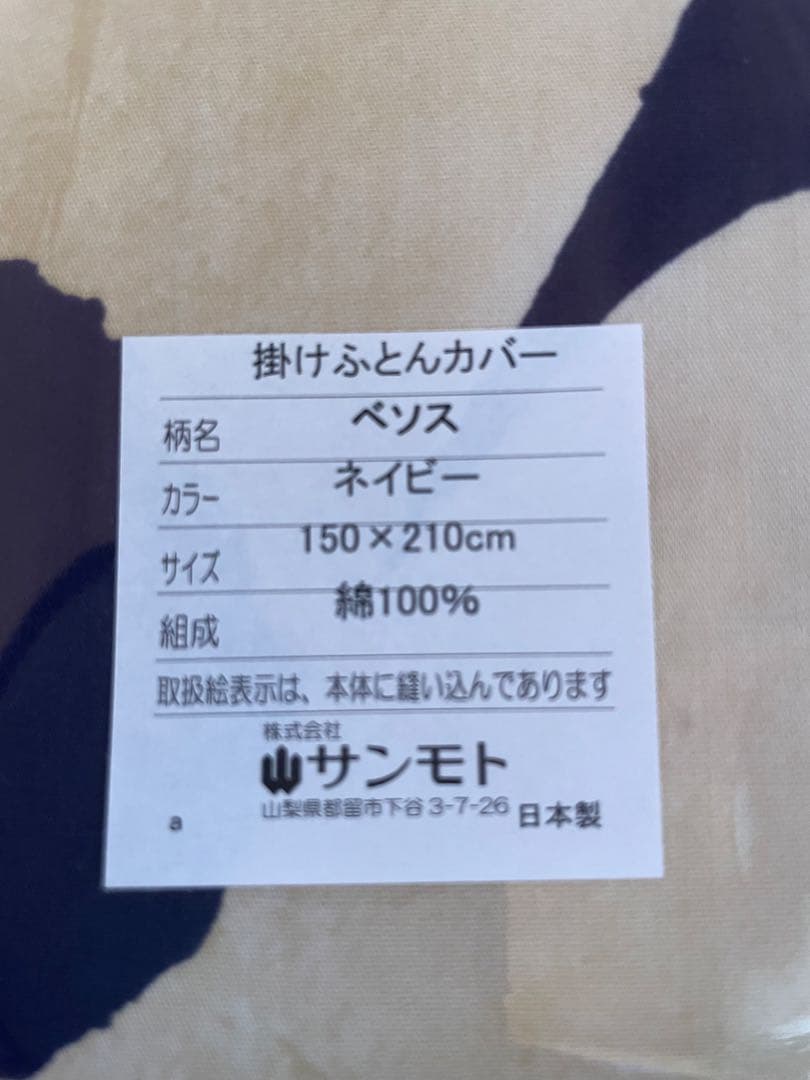 掛けふとんカバー
柄名 ベソス
カラー ネイビー
サイズ 150×210cm
組成 綿100%
取扱絵表示は、本体に縫い込んであります
株式会社
サンモト
山梨県都留市下谷3-7-26 日本製
a